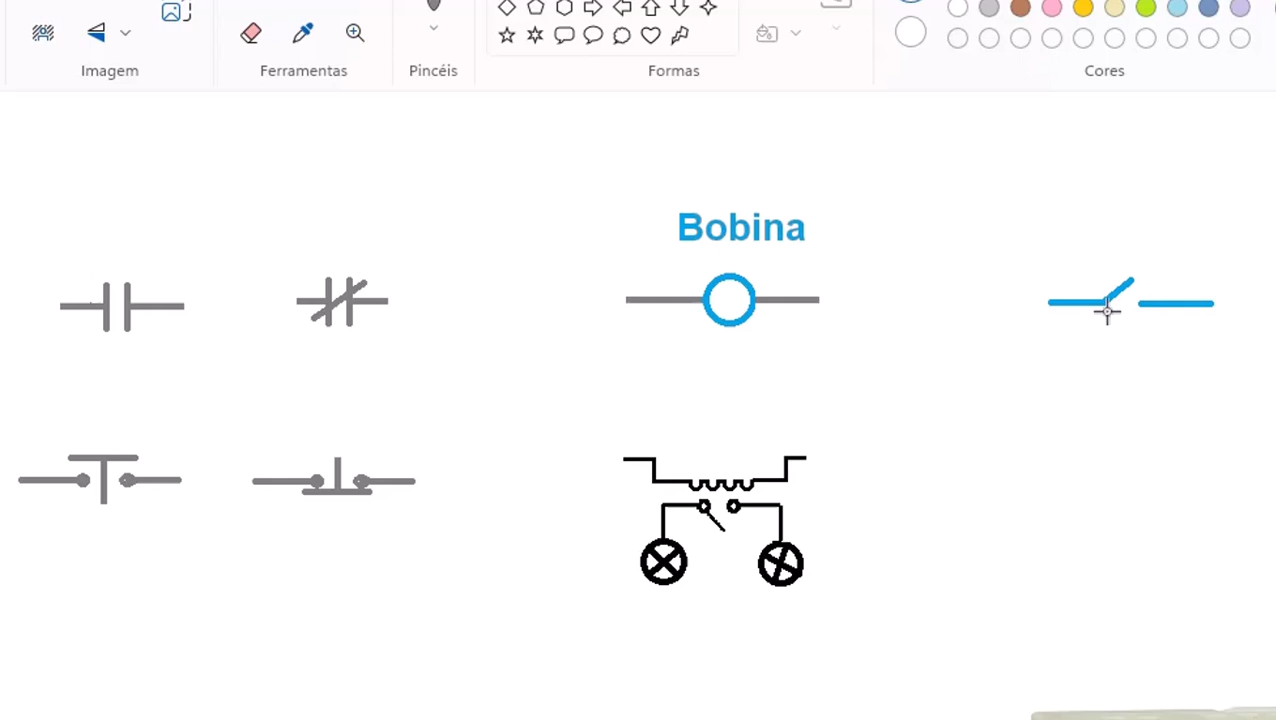 Imagem
Ferramentas
Pincéis
Formas
Cores
Bobina